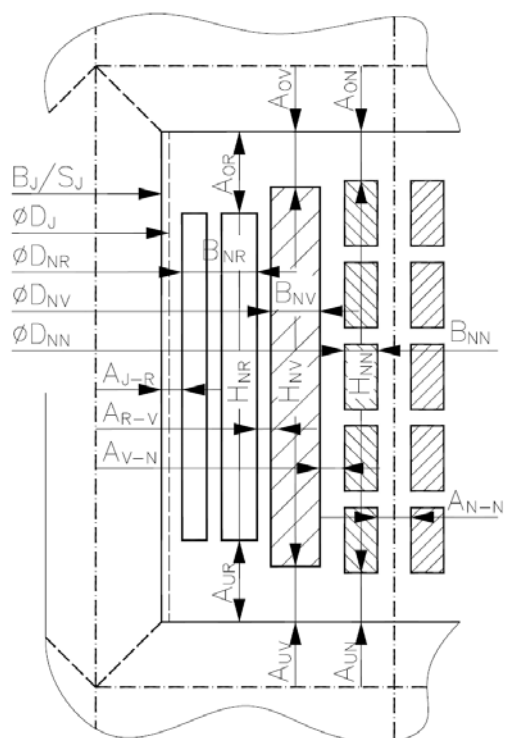 A_OV
A_ON
A_OR
B_J/S_J
ØD_J
ØD_NR
B_NR
ØD_NV
B_NV
ØD_NN
B_NN
A_J-R
H_NR
H_NV
H_NN
A_R-V
A_V-N
A_N-N
A_UR
A_UV
A_UN